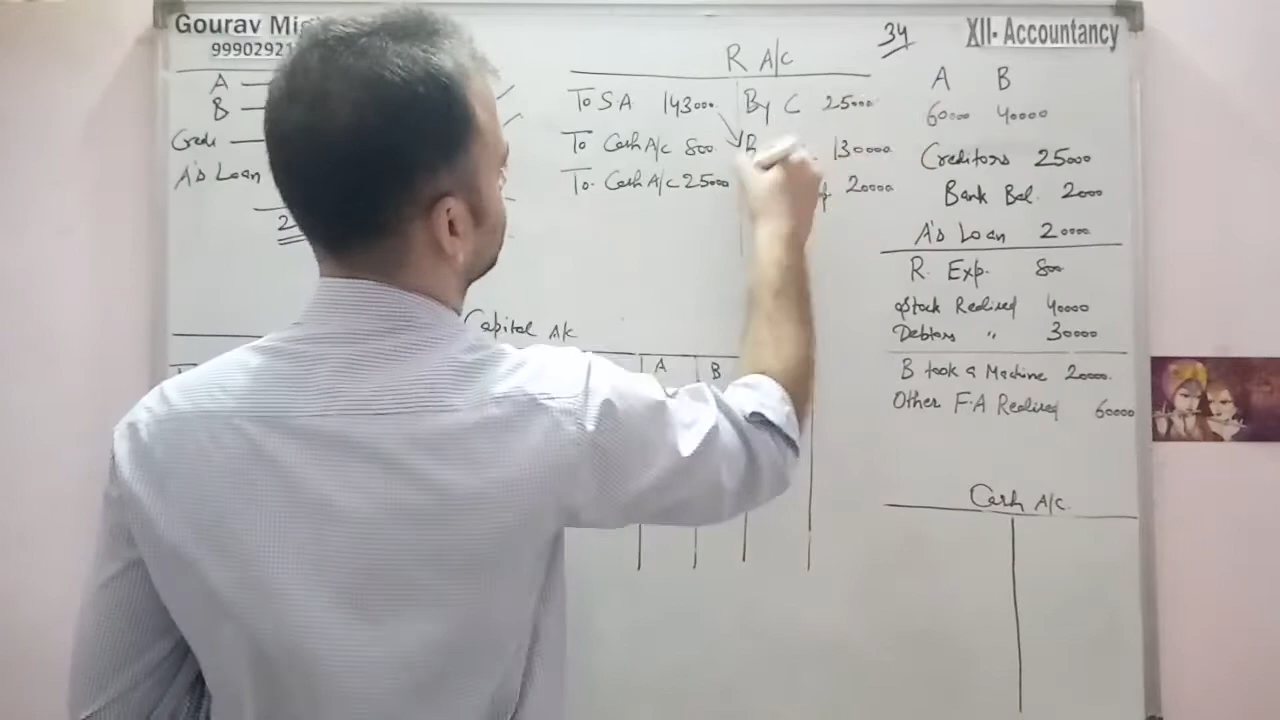 Gourav Mis
9990292
XII- Accountancy
34
A
B
Credi
A's Loan
2
R A/c
To S A 143000
By C 25000
To Cash A/c 800
130000
To Cash A/c 25000
20000
A B
60000 40000
Creditors 25000
Bank Bal. 2000
A's Loan 20000
R. Exp. 800
Stock Realised 40000
Debtors " 30000
B took a Machine 20000
Other F.A Realised 60000
Capital A/c
A B
Cash A/c